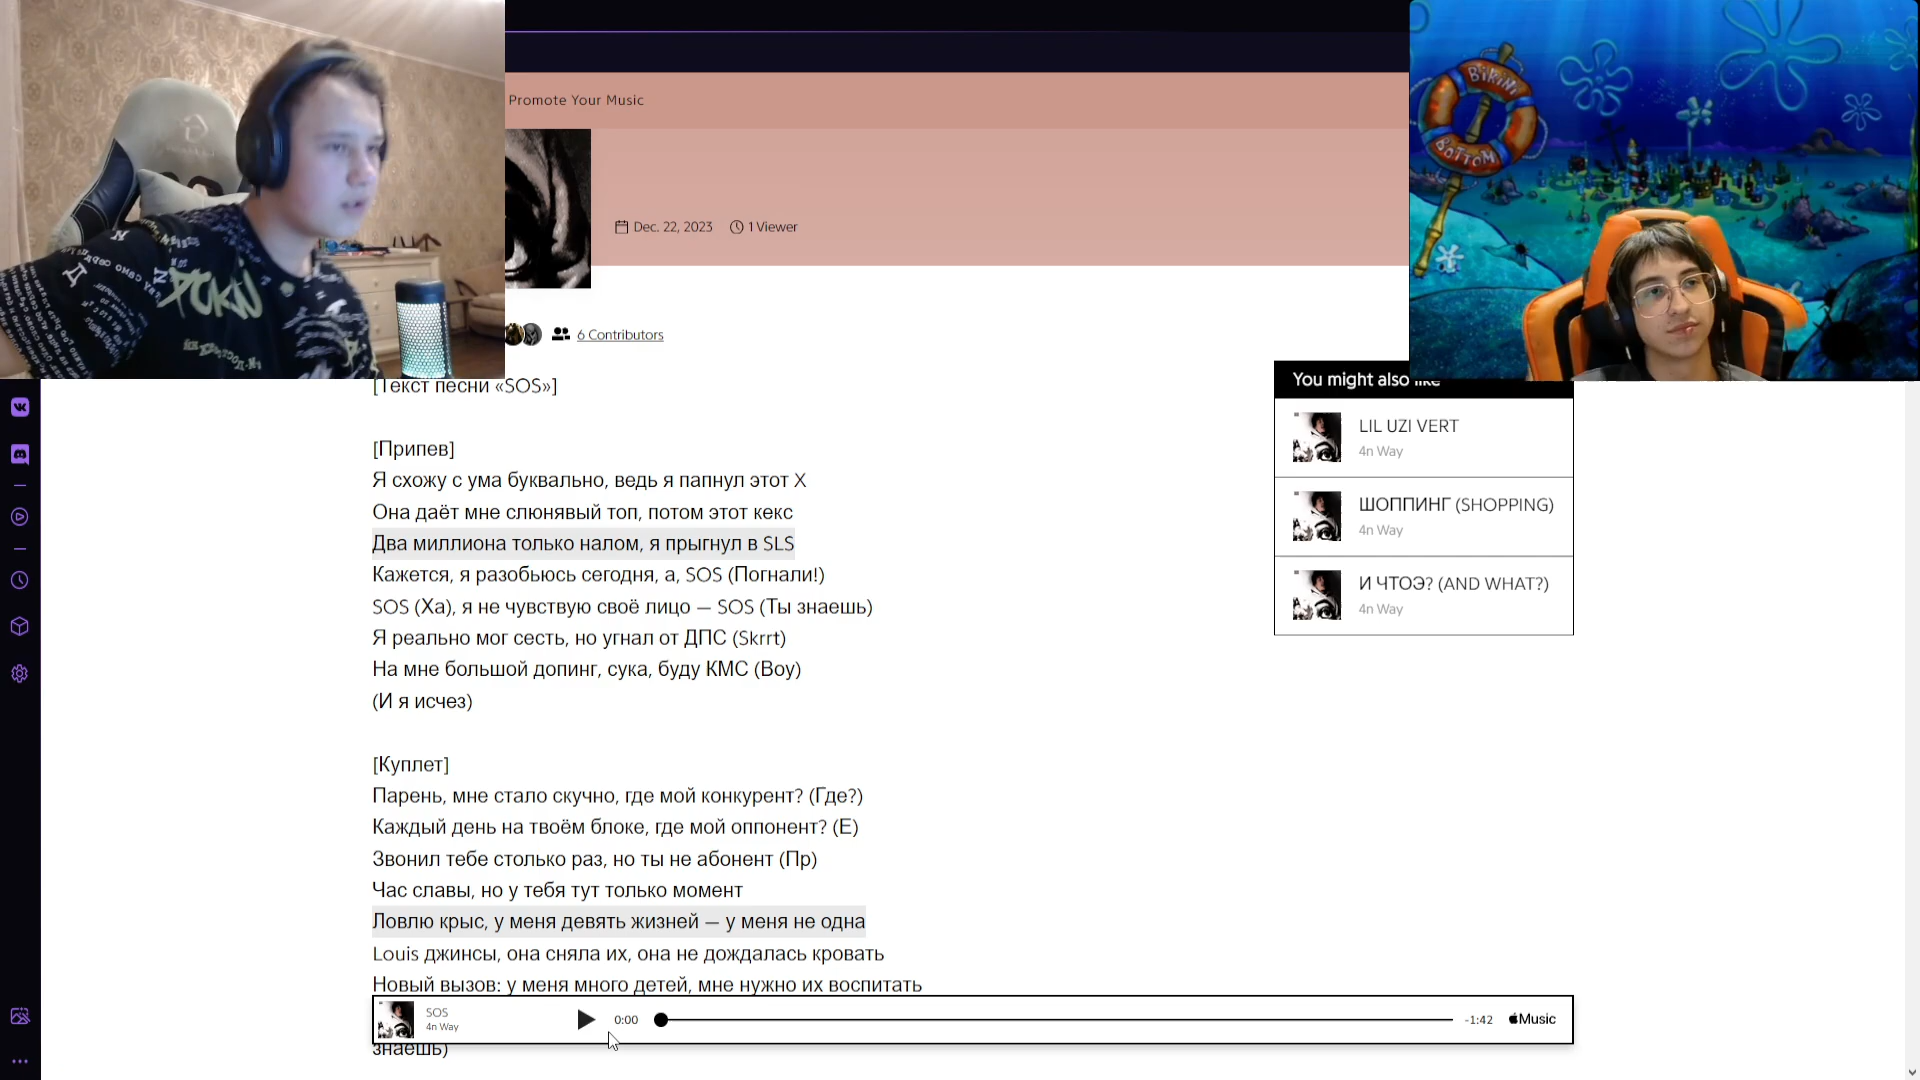 Promote Your Music
Dec. 22, 2023
1 Viewer
6 Contributors
[Текст песни «SOS»]
[Припев]
Я схожу с ума буквально, ведь я папнул этот X
Она даёт мне слюнявый топ, потом этот кекс
Два миллиона только налом, я прыгнул в SLS
Кажется, я разобьюсь сегодня, а, SOS (Погнали!)
SOS (Ха), я не чувствую своё лицо — SOS (Ты знаешь)
Я реально мог сесть, но угнал от ДПС (Skrrt)
На мне большой допинг, сука, буду КМС (Воу)
(И я исчез)
[Куплет]
Парень, мне стало скучно, где мой конкурент? (Где?)
Каждый день на твоём блоке, где мой оппонент? (Е)
Звонил тебе столько раз, но ты не абонент (Пр)
Час славы, но у тебя тут только момент
Ловлю крыс, у меня девять жизней — у меня не одна
Louis джинсы, она сняла их, она не дождалась кровать
Новый вызов: у меня много детей, мне нужно их воспитать
знаешь)
You might also like
LIL UZI VERT
4n Way
ШОППИНГ (SHOPPING)
4n Way
И ЧТОЭ? (AND WHAT?)
4n Way
SOS
4n Way
0:00
-1:42
Music
BIKINI
BOTTOM